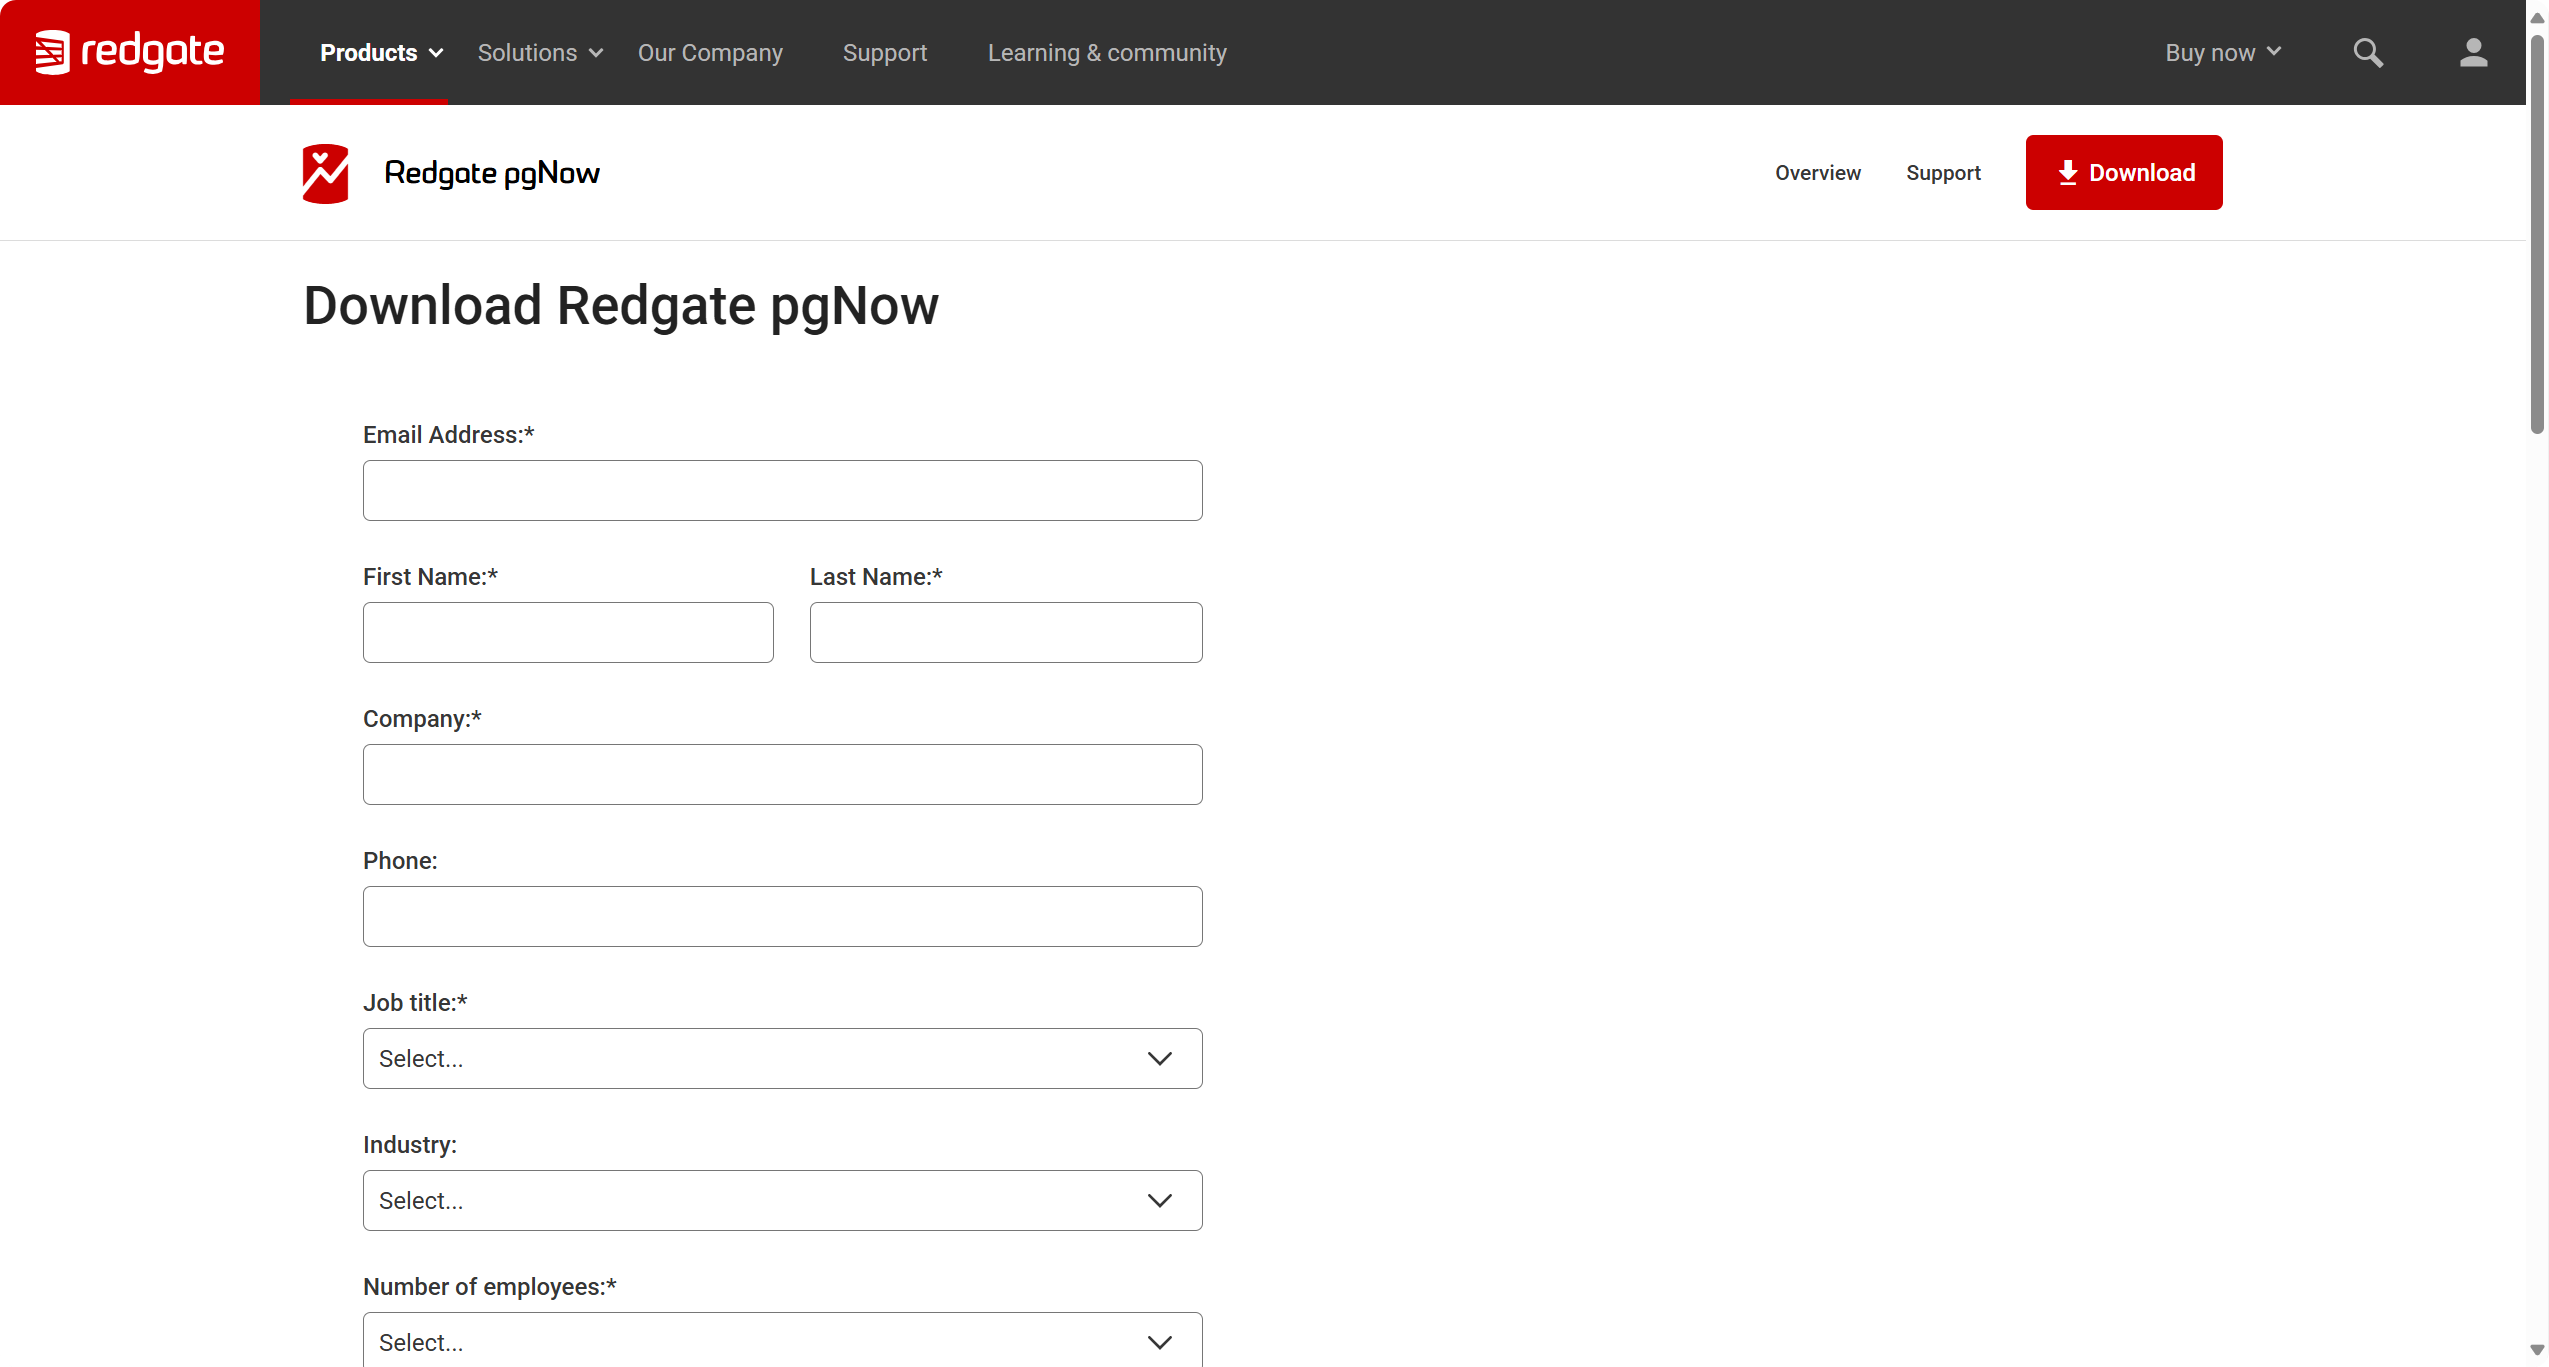 redgate
Products Solutions Our Company Support Learning & community Buy now
Redgate pgNow
Overview Support Download
Download Redgate pgNow
Email Address:*
First Name:* Last Name:*
Company:*
Phone:
Job title:*
Select...
Industry:
Select...
Number of employees:*
Select...